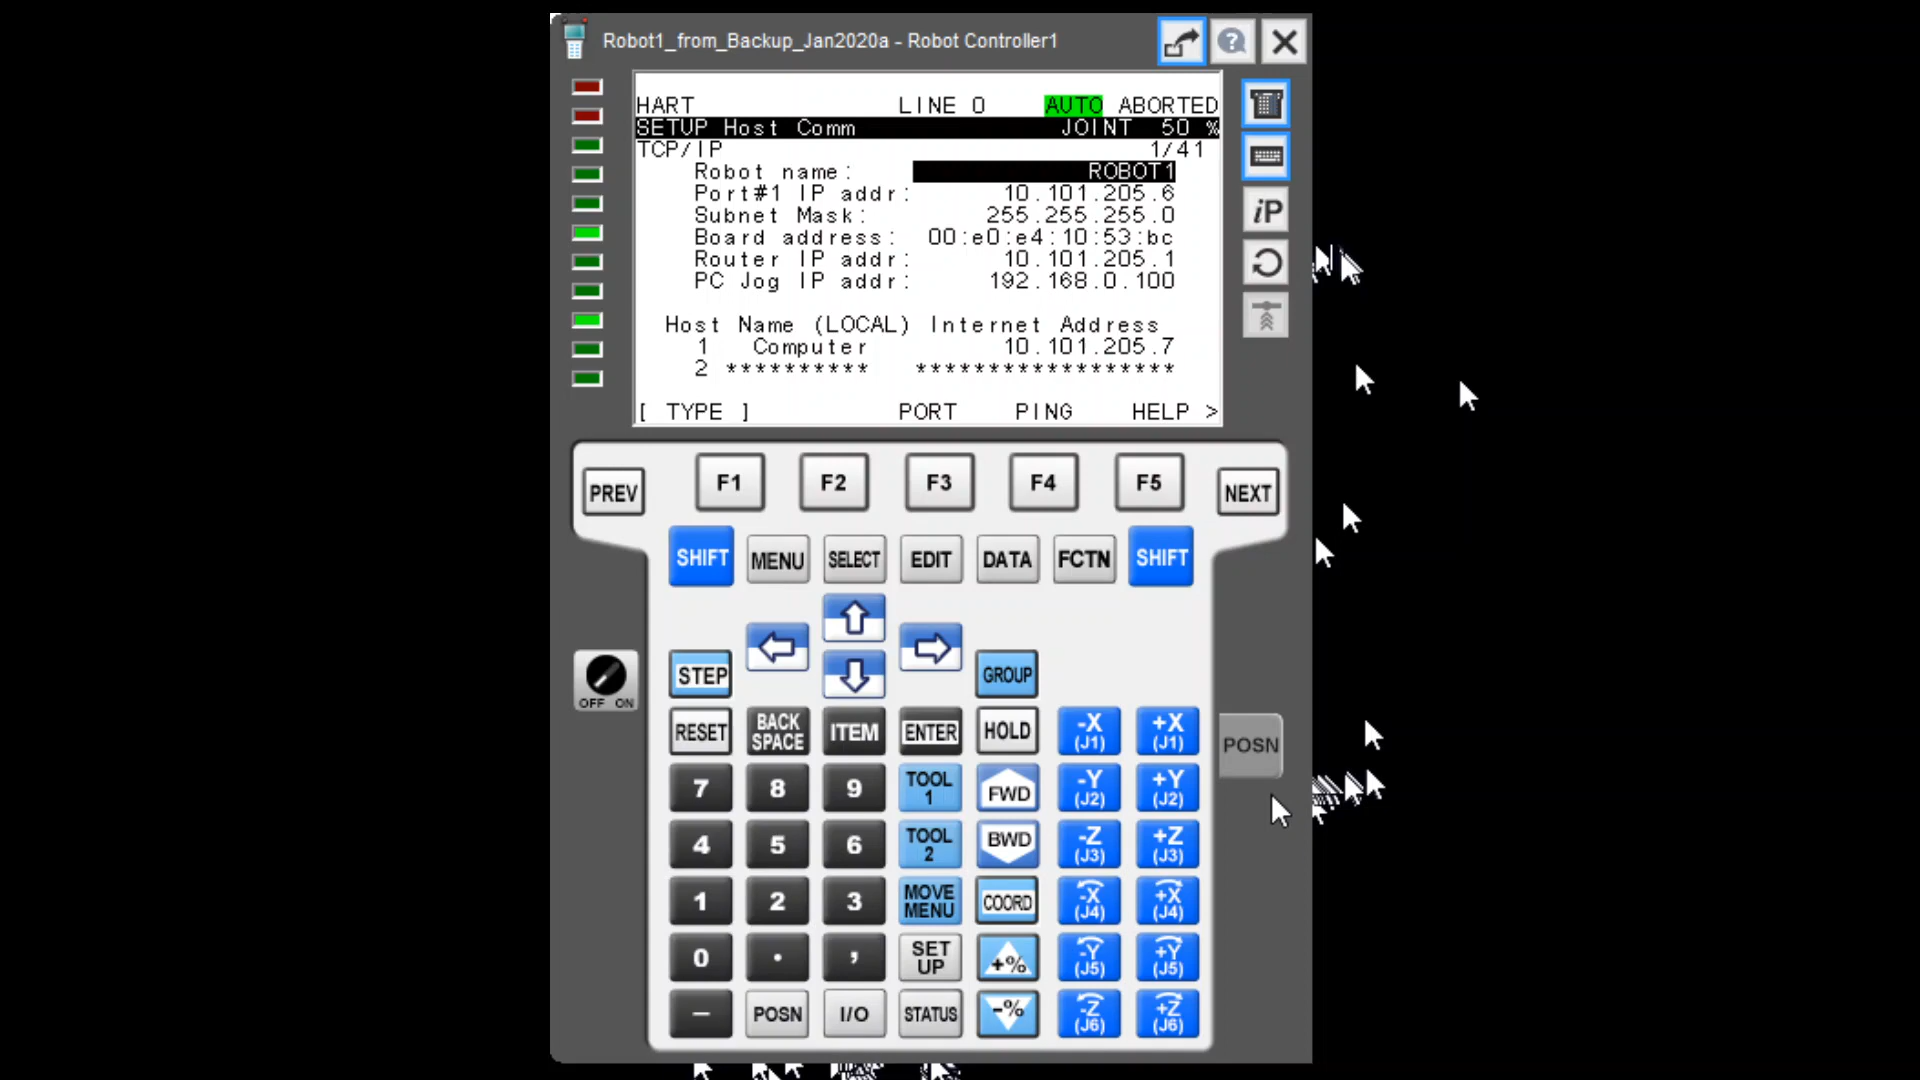 Robot1_from_Backup_Jan2020a - Robot Controller1
HART LINE 0 AUTO ABORTED
SETUP Host Comm JOINT 50 %
TCP/IP 1/41
Robot name: ROBOT1
Port#1 IP addr: 10.101.205.6
Subnet Mask: 255.255.255.0
Board address: 00:e0:e4:10:53:bc
Router IP addr: 10.101.205.1
PC Jog IP addr: 192.168.0.100
Host Name (LOCAL) Internet Address
1 Computer 10.101.205.7
2 ********** ******************
[ TYPE ] PORT PING HELP >
iP
PREV F1 F2 F3 F4 F5 NEXT
SHIFT MENU SELECT EDIT DATA FCTN SHIFT
STEP GROUP
OFF ON
RESET BACK SPACE ITEM ENTER HOLD -X (J1) +X (J1)
POSN
7 8 9 TOOL 1 FWD -Y (J2) +Y (J2)
4 5 6 TOOL 2 BWD -Z (J3) +Z (J3)
1 2 3 MOVE MENU COORD -X (J4) +X (J4)
0 . , SET UP +% -Y (J5) +Y (J5)
- POSN I/O STATUS -% -Z (J6) +Z (J6)